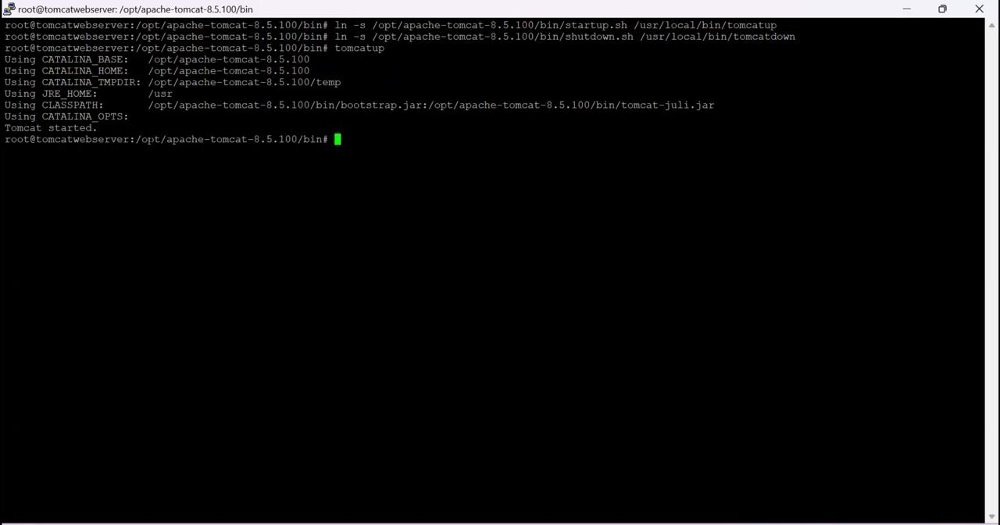 root@tomcatwebserver: /opt/apache-tomcat-8.5.100/bin
root@tomcatwebserver:/opt/apache-tomcat-8.5.100/bin# ln -s /opt/apache-tomcat-8.5.100/bin/startup.sh /usr/local/bin/tomcatup
root@tomcatwebserver:/opt/apache-tomcat-8.5.100/bin# ln -s /opt/apache-tomcat-8.5.100/bin/shutdown.sh /usr/local/bin/tomcatdown
root@tomcatwebserver:/opt/apache-tomcat-8.5.100/bin# tomcatup
Using CATALINA_BASE:   /opt/apache-tomcat-8.5.100
Using CATALINA_HOME:   /opt/apache-tomcat-8.5.100
Using CATALINA_TMPDIR: /opt/apache-tomcat-8.5.100/temp
Using JRE_HOME:        /usr
Using CLASSPATH:       /opt/apache-tomcat-8.5.100/bin/bootstrap.jar:/opt/apache-tomcat-8.5.100/bin/tomcat-juli.jar
Using CATALINA_OPTS:
Tomcat started.
root@tomcatwebserver:/opt/apache-tomcat-8.5.100/bin#